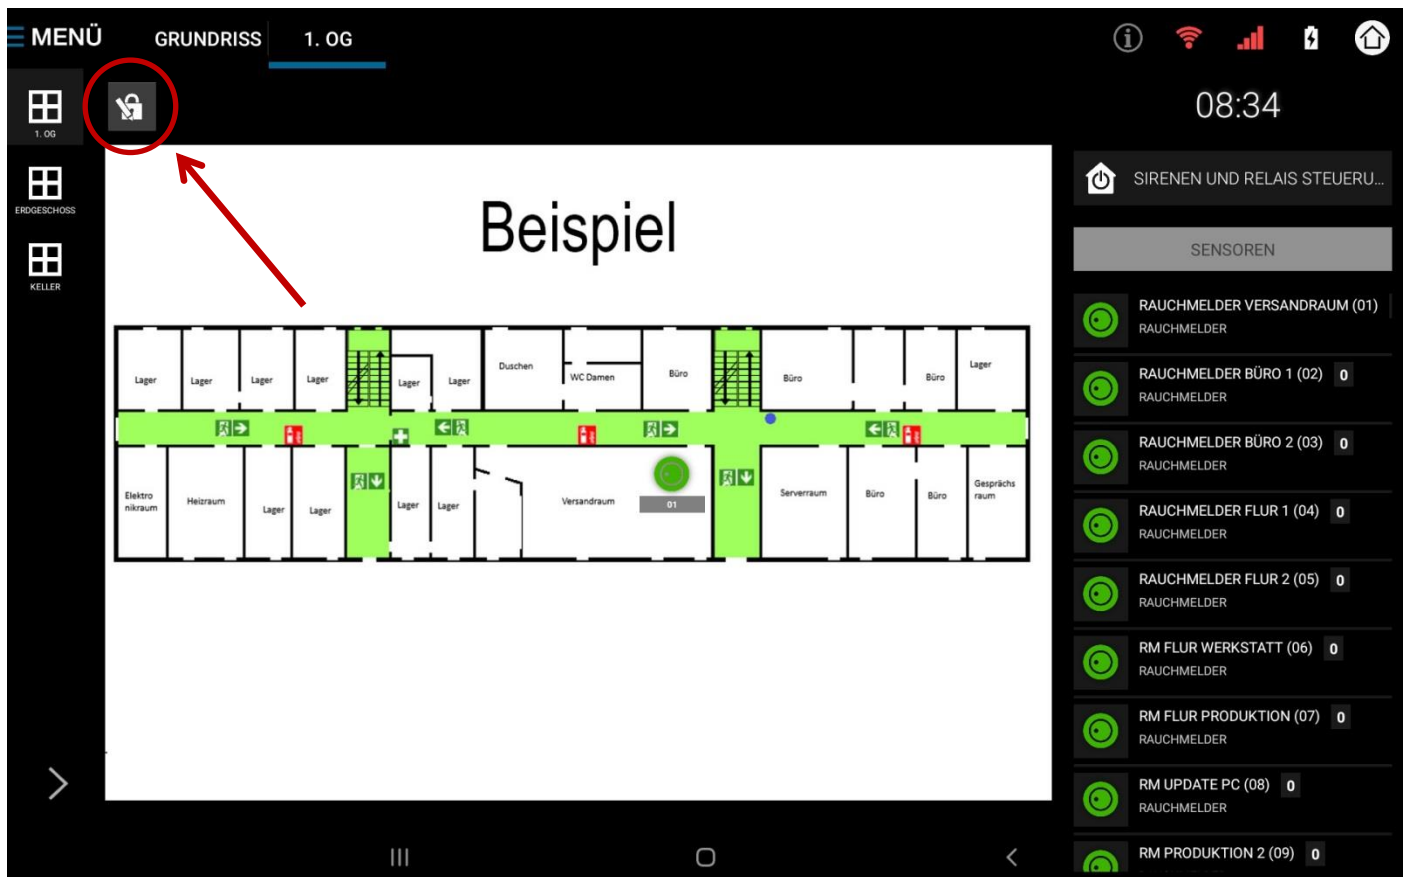 MENÜ
GRUNDRISS
1. OG
08:34
1. OG
ERDGESCHOSS
KELLER
SIRENEN UND RELAIS STEUERU...
SENSOREN
RAUCHMELDER VERSANDRAUM (01)
RAUCHMELDER
RAUCHMELDER BÜRO 1 (02) 0
RAUCHMELDER
RAUCHMELDER BÜRO 2 (03) 0
RAUCHMELDER
RAUCHMELDER FLUR 1 (04) 0
RAUCHMELDER
RAUCHMELDER FLUR 2 (05) 0
RAUCHMELDER
RM FLUR WERKSTATT (06) 0
RAUCHMELDER
RM FLUR PRODUKTION (07) 0
RAUCHMELDER
RM UPDATE PC (08) 0
RAUCHMELDER
RM PRODUKTION 2 (09) 0
Beispiel
Lager
Lager
Lager
Lager
Lager
Lager
Duschen
WC Damen
Büro
Büro
Büro
Lager
Elektro
nikraum
Heizraum
Lager
Lager
Lager
Lager
Versandraum
01
Serverraum
Büro
Büro
Gesprächs
raum